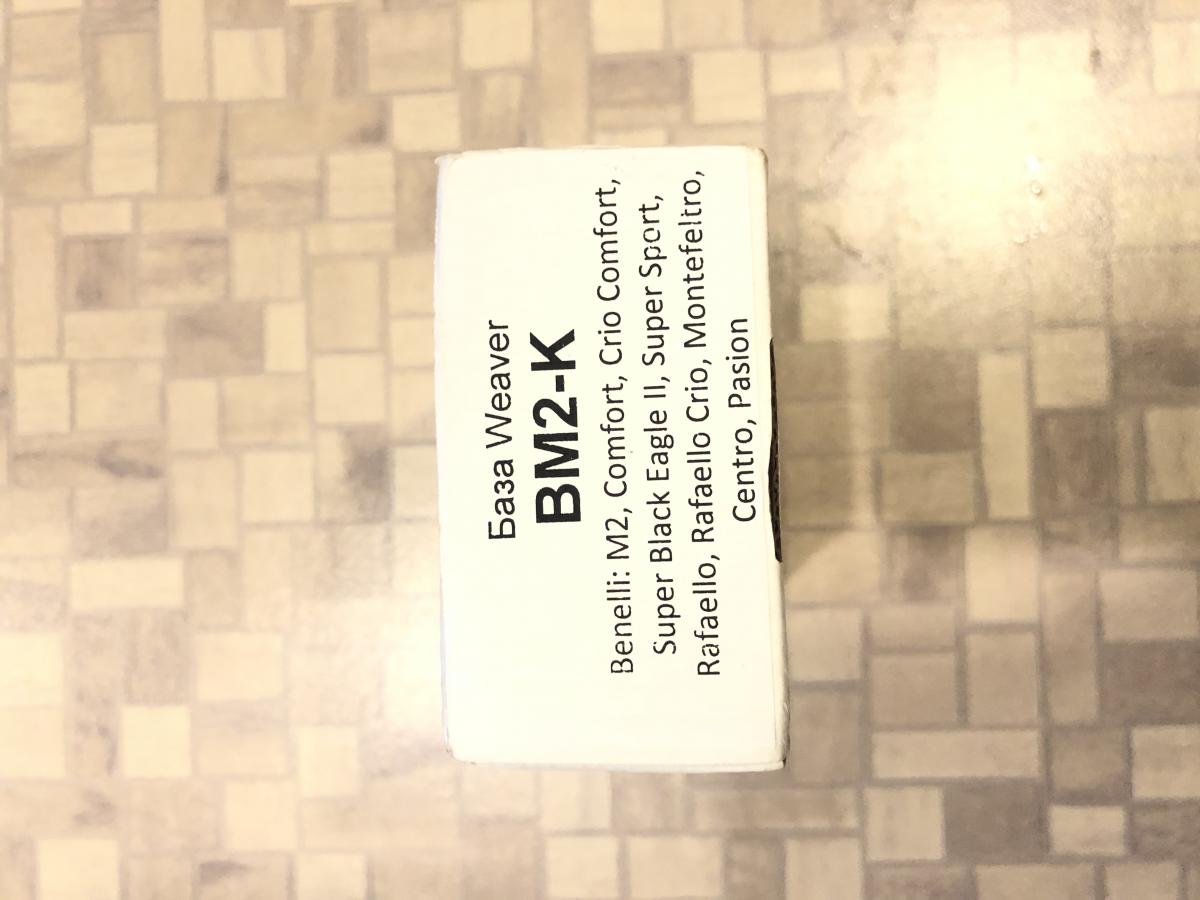 База Weaver
BM2-K
Benelli: M2, Comfort, Crio Comfort,
Super Black Eagle II, Super Sport,
Rafaello, Rafaello Crio, Montefeltro,
Centro, Pasion